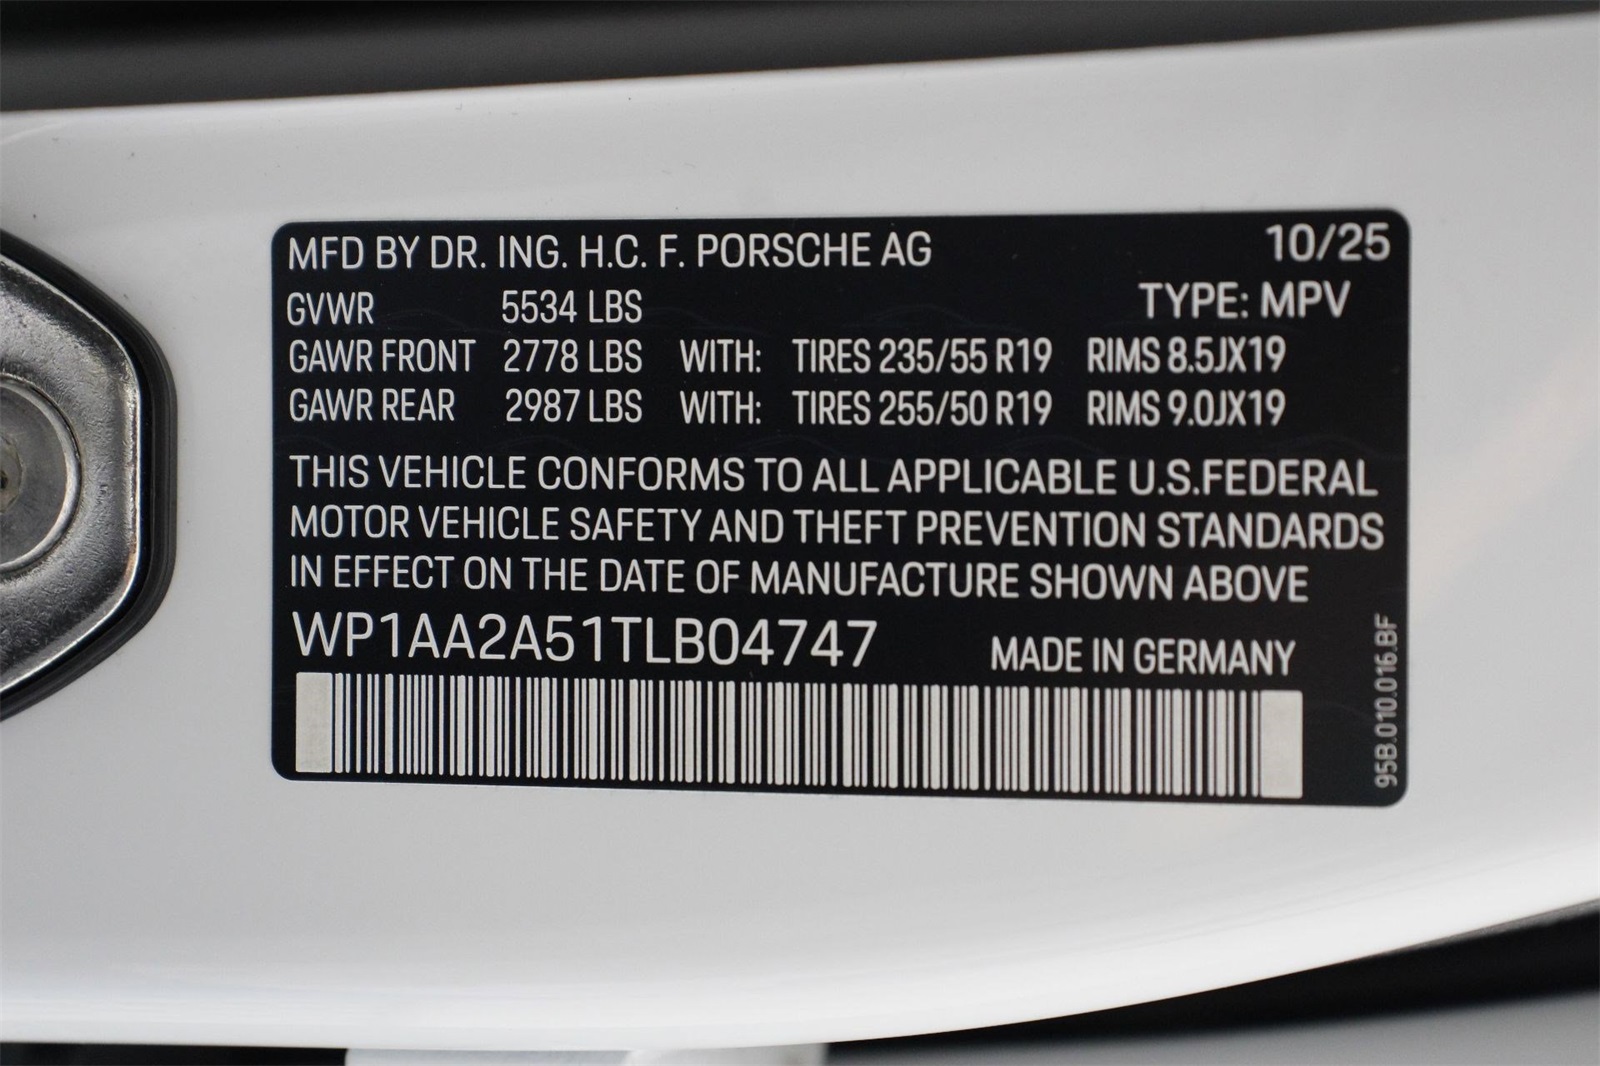 MFD BY DR. ING. H.C. F. PORSCHE AG 10/25
GVWR 5534 LBS TYPE: MPV
GAWR FRONT 2778 LBS WITH: TIRES 235/55 R19 RIMS 8.5JX19
GAWR REAR 2987 LBS WITH: TIRES 255/50 R19 RIMS 9.0JX19
THIS VEHICLE CONFORMS TO ALL APPLICABLE U.S.FEDERAL
MOTOR VEHICLE SAFETY AND THEFT PREVENTION STANDARDS
IN EFFECT ON THE DATE OF MANUFACTURE SHOWN ABOVE
WP1AA2A51TLB04747 MADE IN GERMANY
95B.010.016.BF